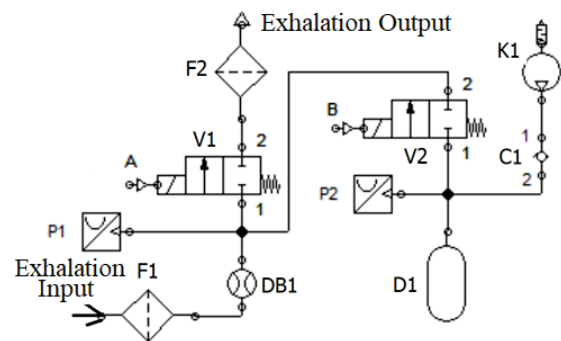 Exhalation Output
K1
F2
2
B
V1
2
V2
1
1
C1
2
A
1
P1
P2
Exhalation
Input
F1
DB1
D1